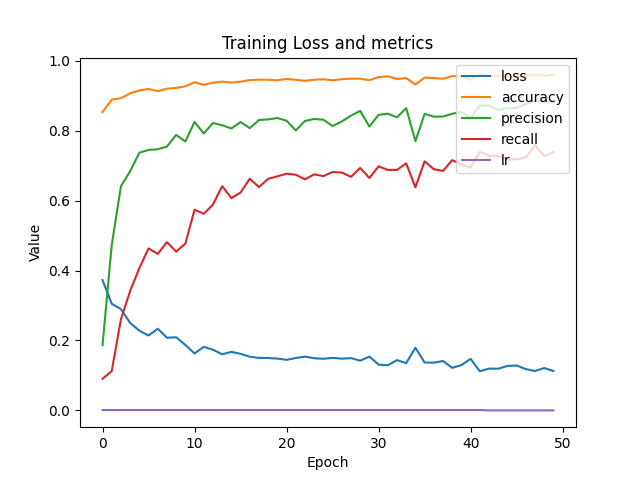 Training Loss and metrics
loss
accuracy
precision
recall
lr
1.0
0.8
0.6
0.4
0.2
0.0
Value
0 10 20 30 40 50
Epoch